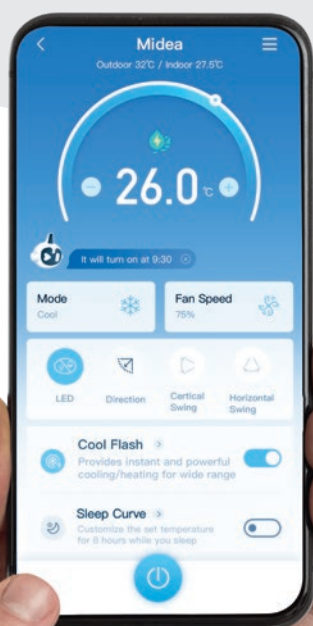 Midea
Outdoor 32℃ / Indoor 27.5℃
26.0 ℃
It will turn on at 9:30
Mode
Cool
Fan Speed
75%
LED
Direction
Certical
Swing
Horizontal
Swing
Cool Flash
Provides instant and powerful
cooling/heating for wide range
Sleep Curve
Customize the set temperature
for 8 hours while you sleep